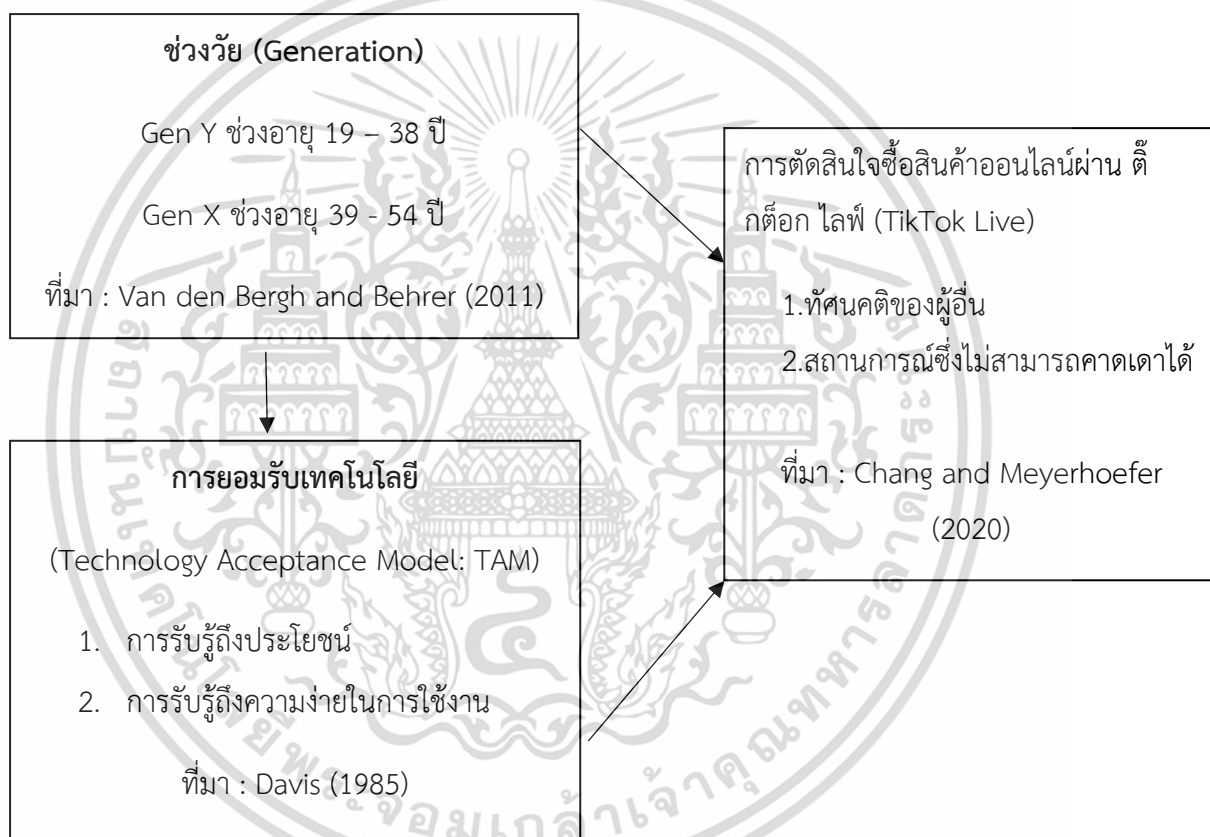 ช่วงวัย (Generation)
Gen Y ช่วงอายุ 19 – 38 ปี
Gen X ช่วงอายุ 39 - 54 ปี
ที่มา : Van den Bergh and Behrer (2011)
การยอมรับเทคโนโลยี
(Technology Acceptance Model: TAM)
1. การรับรู้ถึงประโยชน์
2. การรับรู้ถึงความง่ายในการใช้งาน
ที่มา : Davis (1985)
การตัดสินใจซื้อสินค้าออนไลน์ผ่าน ติ๊
กต็อก ไลฟ์ (TikTok Live)
1.ทัศนคติของผู้อื่น
2.สถานการณ์ซึ่งไม่สามารถคาดเดาได้
ที่มา : Chang and Meyerhoefer
(2020)